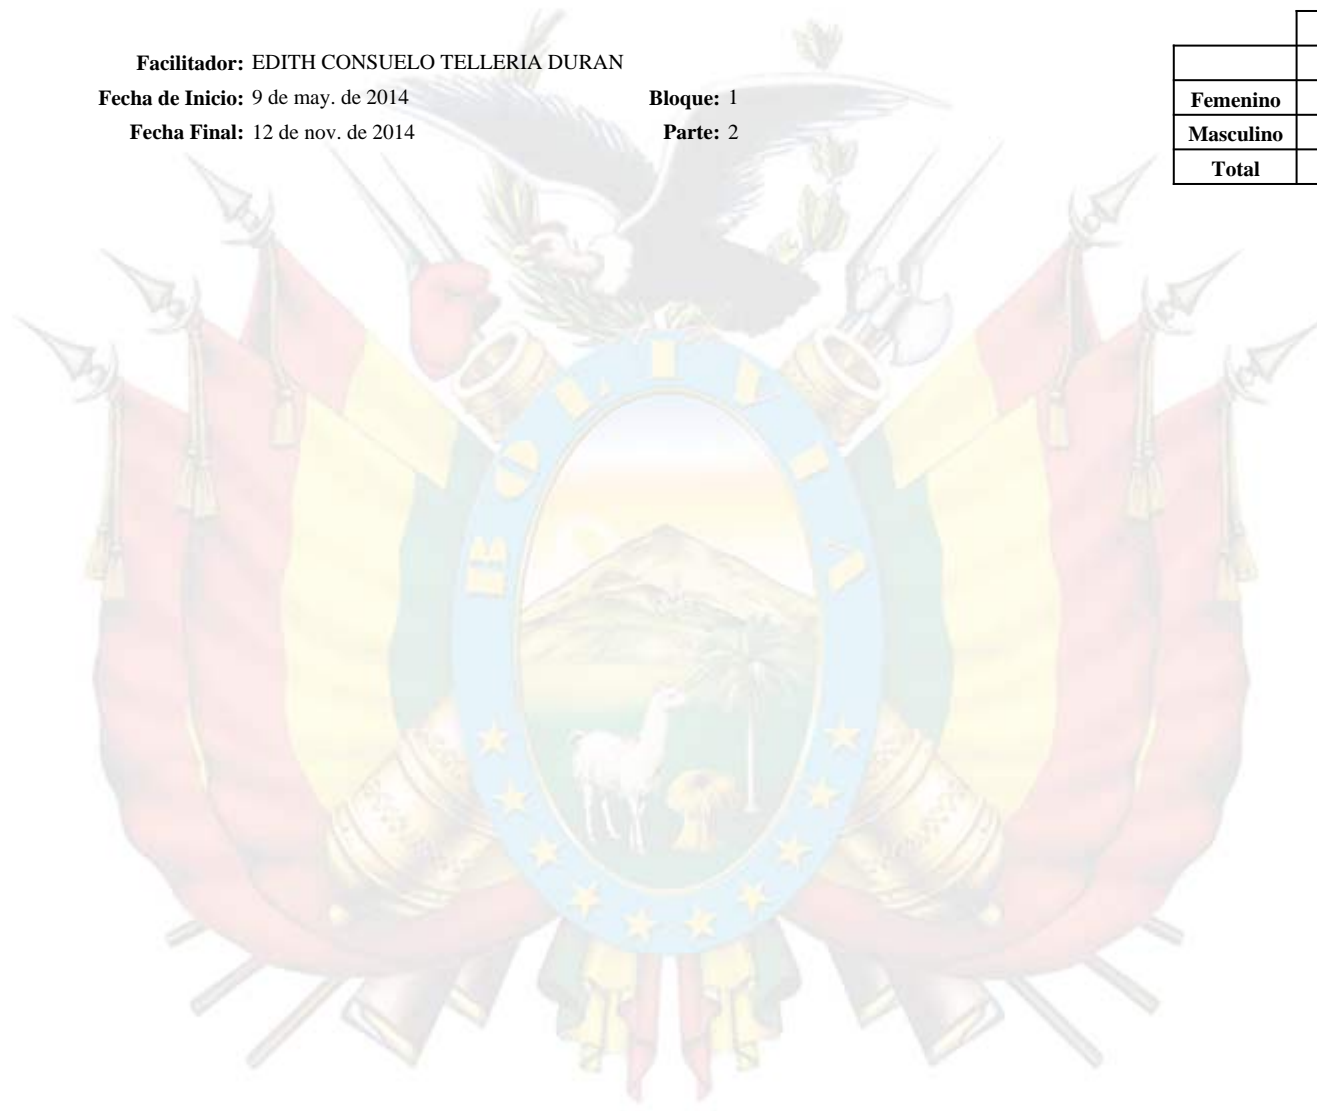 Facilitador: EDITH CONSUELO TELLERIA DURAN
Fecha de Inicio: 9 de may. de 2014 Bloque: 1
Fecha Final: 12 de nov. de 2014 Parte: 2
Femenino
Masculino
Total
BOLIVIA